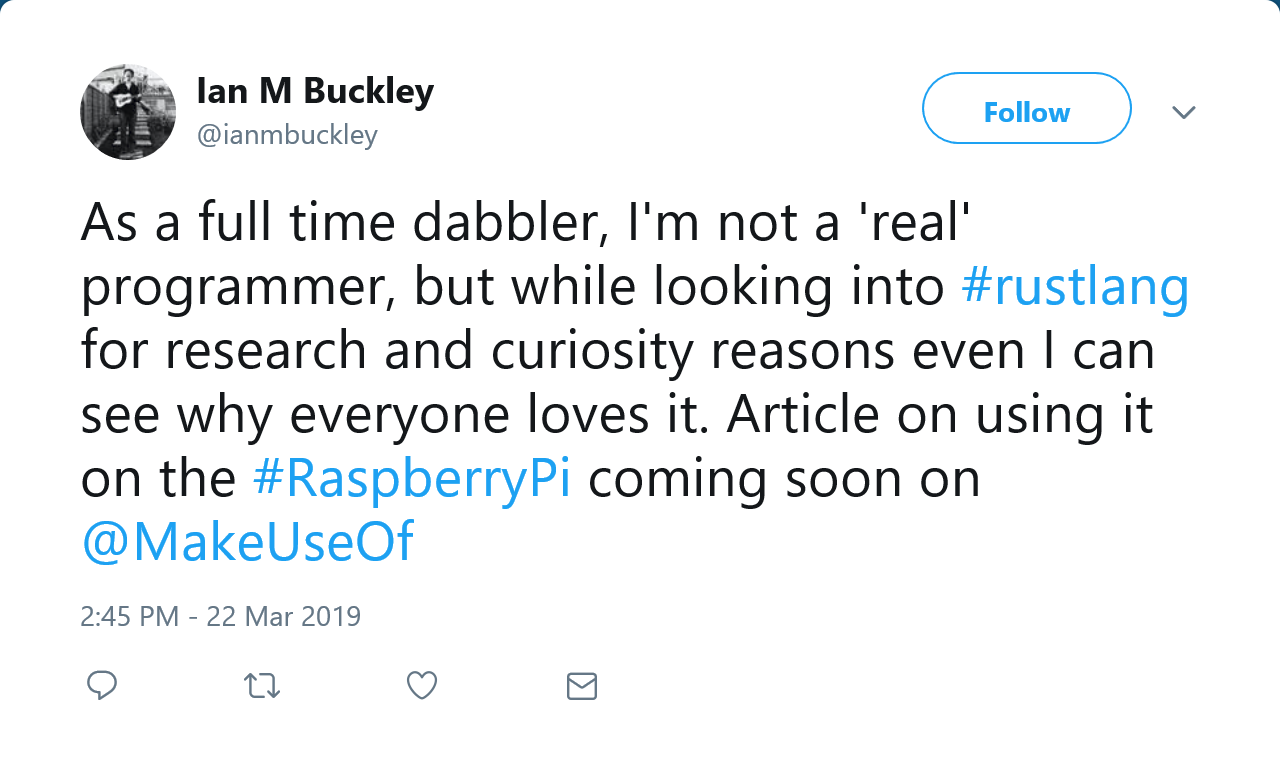 Ian M Buckley
@ianmbuckley
Follow
As a full time dabbler, I'm not a 'real'
programmer, but while looking into #rustlang
for research and curiosity reasons even I can
see why everyone loves it. Article on using it
on the #RaspberryPi coming soon on
@MakeUseOf
2:45 PM - 22 Mar 2019